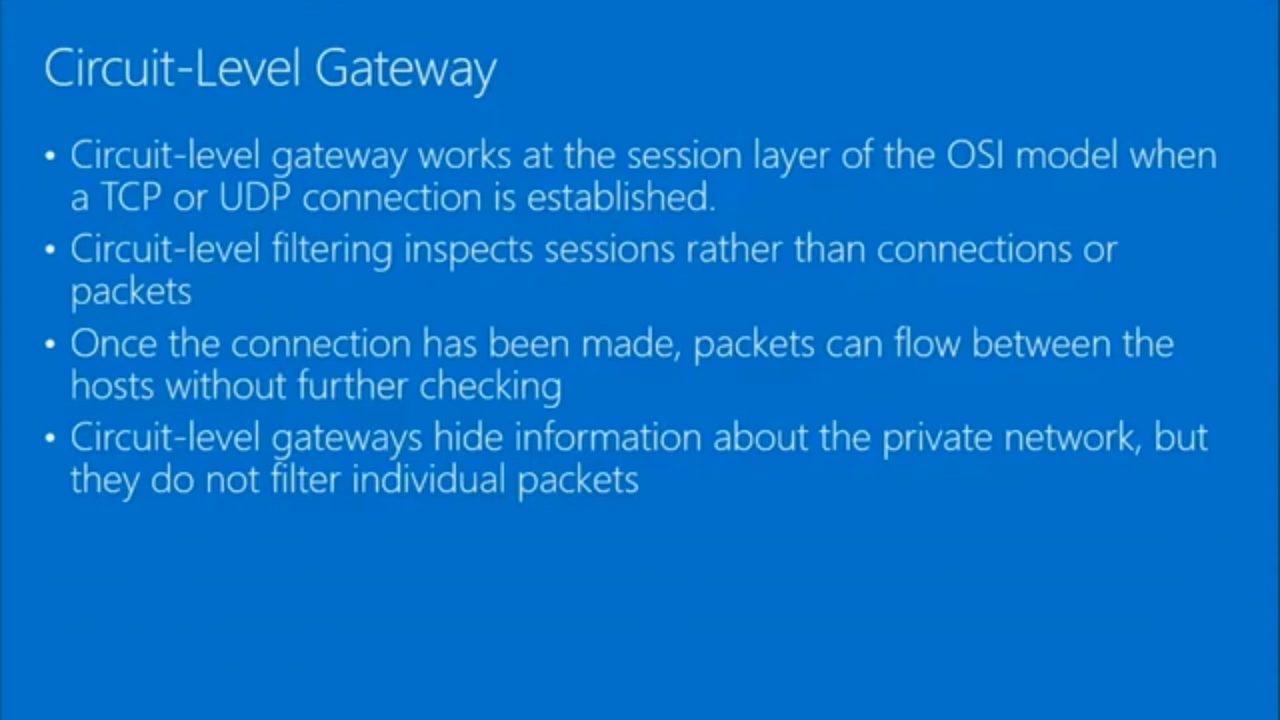 Circuit-Level Gateway
• Circuit-level gateway works at the session layer of the OSI model when
a TCP or UDP connection is established.
• Circuit-level filtering inspects sessions rather than connections or
packets
• Once the connection has been made, packets can flow between the
hosts without further checking
• Circuit-level gateways hide information about the private network, but
they do not filter individual packets